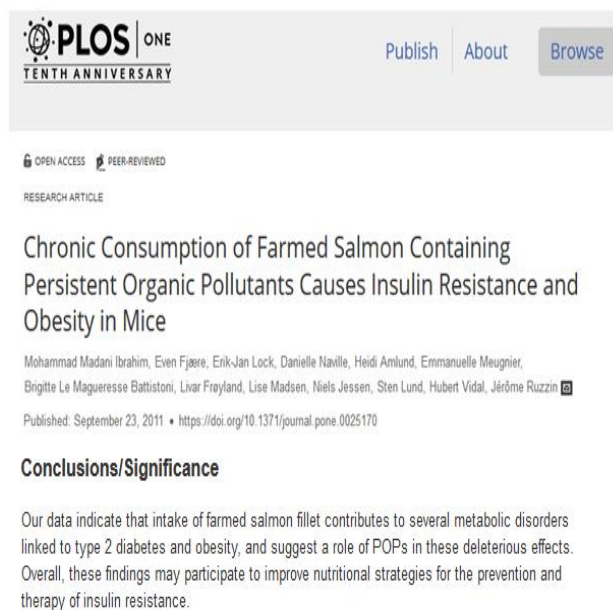 PLOS | ONE
TENTH ANNIVERSARY
Publish
About
Browse
OPEN ACCESS PEER-REVIEWED
RESEARCH ARTICLE
Chronic Consumption of Farmed Salmon Containing
Persistent Organic Pollutants Causes Insulin Resistance and
Obesity in Mice
Mohammad Madani Ibrahim, Even Fjære, Erik-Jan Lock, Danielle Naville, Heidi Amlund, Emmanuelle Meugnier,
Brigitte Le Magueresse Battistoni, Livar Frøyland, Lise Madsen, Niels Jessen, Sten Lund, Hubert Vidal, Jérôme Ruzzin
Published: September 23, 2011 • https://doi.org/10.1371/journal.pone.0025170
Conclusions/Significance
Our data indicate that intake of farmed salmon fillet contributes to several metabolic disorders
linked to type 2 diabetes and obesity, and suggest a role of POPs in these deleterious effects.
Overall, these findings may participate to improve nutritional strategies for the prevention and
therapy of insulin resistance.